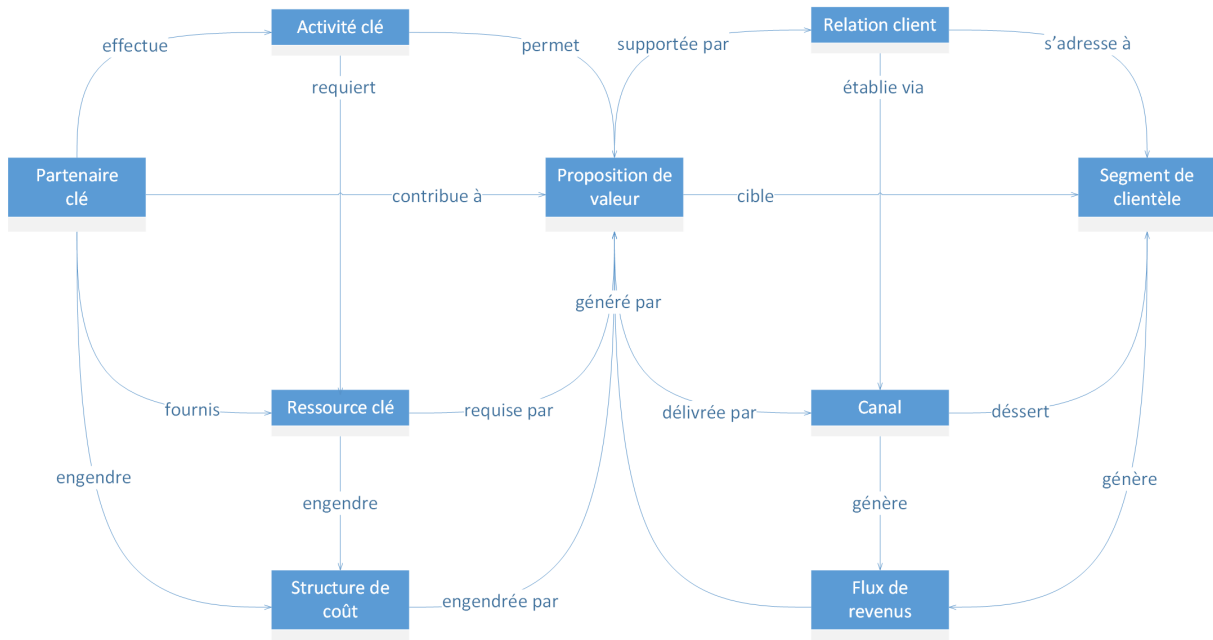 Activité clé
Relation client
effectue
permet
supportée par
s’adresse à
requiert
établie via
Partenaire
clé
Proposition de
valeur
Segment de
clientèle
contribue à
cible
généré par
Ressource clé
Canal
fournis
requise par
délivrée par
déssert
engendre
génère
engendre
génère
Structure de
coût
Flux de
revenus
engendrée par